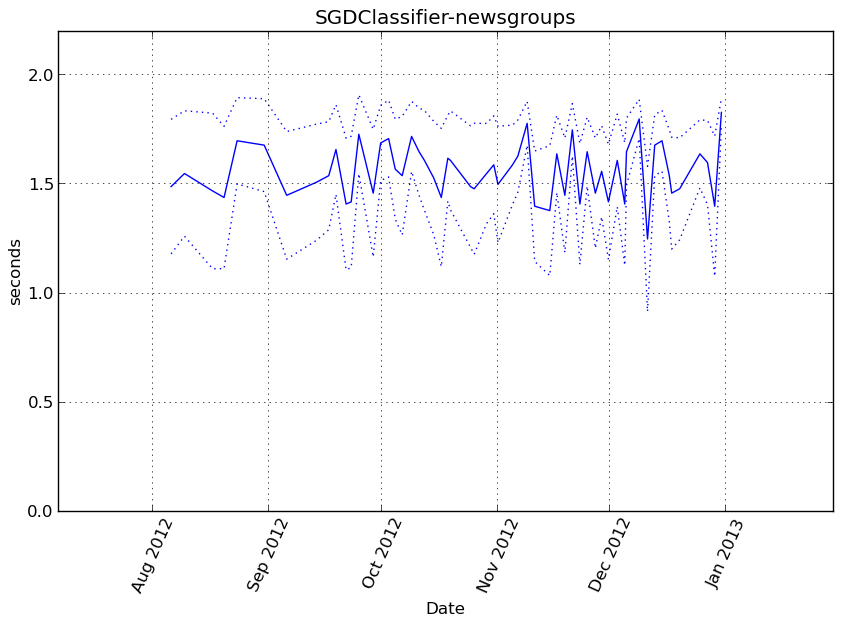 SGDClassifier-newsgroups
2.0
1.5
1.0
0.5
0.0
seconds
Aug 2012
Sep 2012
Oct 2012
Nov 2012
Dec 2012
Jan 2013
Date